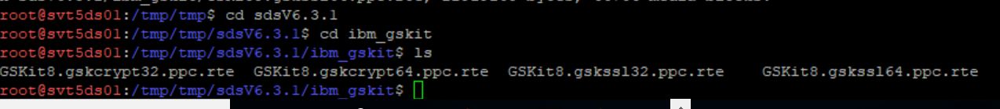 root@svt5ds01:/tmp/tmp$ cd sdsV6.3.1
root@svt5ds01:/tmp/tmp/sdsV6.3.1$ cd ibm_gskit
root@svt5ds01:/tmp/tmp/sdsV6.3.1/ibm_gskit$ ls
GSKit8.gskcrypt32.ppc.rte  GSKit8.gskcrypt64.ppc.rte  GSKit8.gskssl32.ppc.rte    GSKit8.gskssl64.ppc.rte
root@svt5ds01:/tmp/tmp/sdsV6.3.1/ibm_gskit$